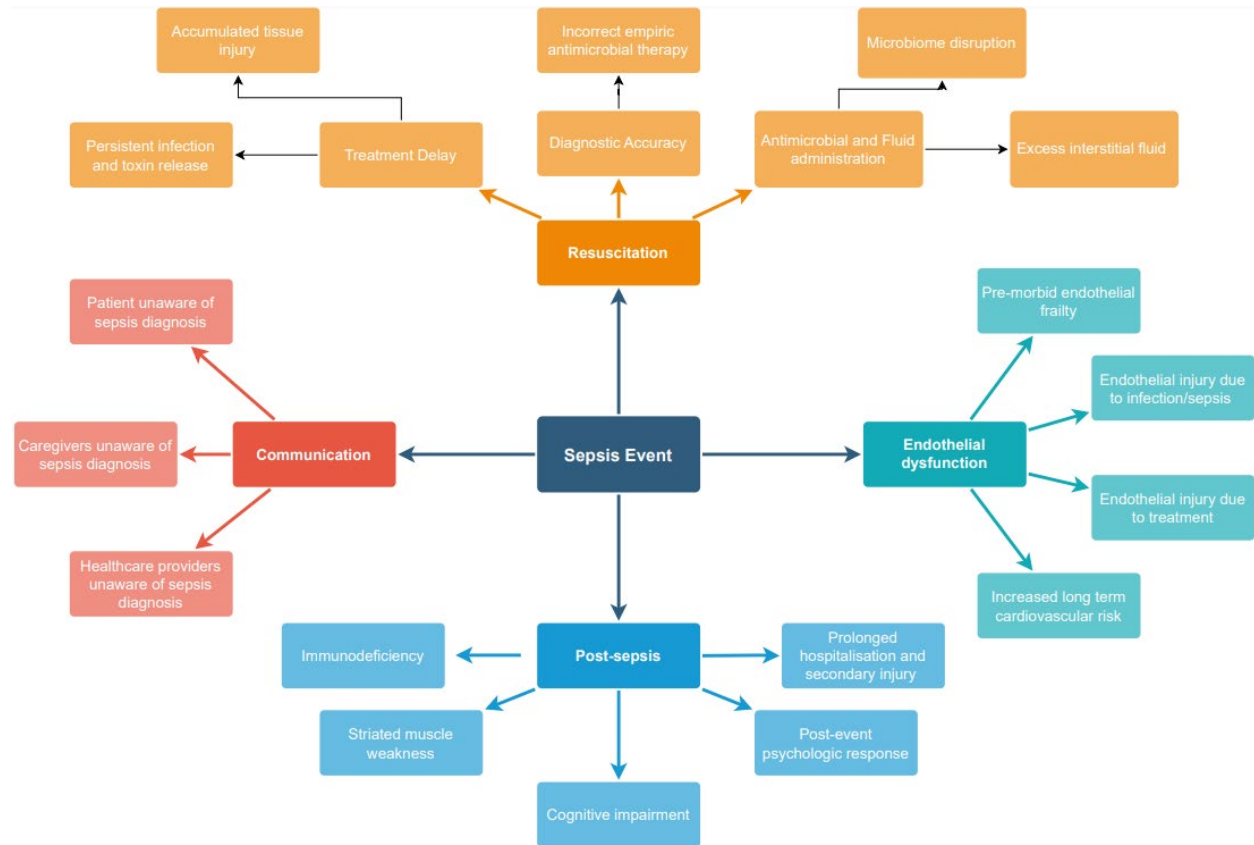 Accumulated tissue
injury
Incorrect empiric
antimicrobial therapy
Microbiome disruption
Persistent infection
and toxin release
Treatment Delay
Diagnostic Accuracy
Antimicrobial and Fluid
administration
Excess interstitial fluid
Resuscitation
Patient unaware of
sepsis diagnosis
Pre-morbid endothelial
frailty
Endothelial injury due
to infection/sepsis
Caregivers unaware of
sepsis diagnosis
Communication
Sepsis Event
Endothelial
dysfunction
Endothelial injury due
to treatment
Healthcare providers
unaware of sepsis
diagnosis
Increased long term
cardiovascular risk
Immunodeficiency
Post-sepsis
Prolonged
hospitalisation and
secondary injury
Striated muscle
weakness
Post-event
psychologic response
Cognitive impairment